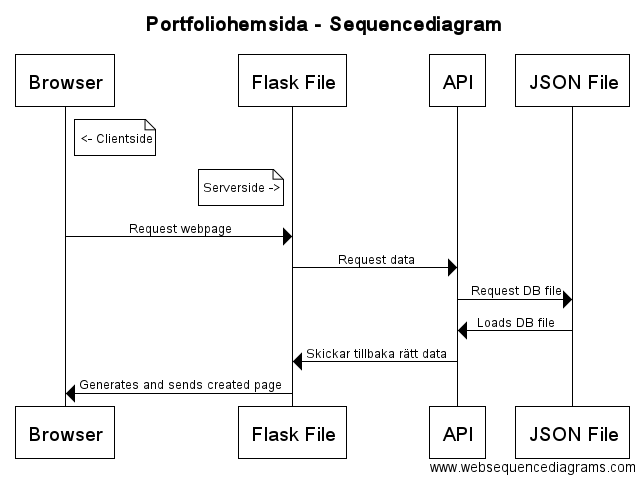 Portfoliohemsida - Sequencediagram
Browser Flask File API JSON File
<- Clientside
Serverside ->
Request webpage
Request data
Request DB file
Loads DB file
Skickar tillbaka rätt data
Generates and sends created page
Browser Flask File API JSON File
www.websequencediagrams.com